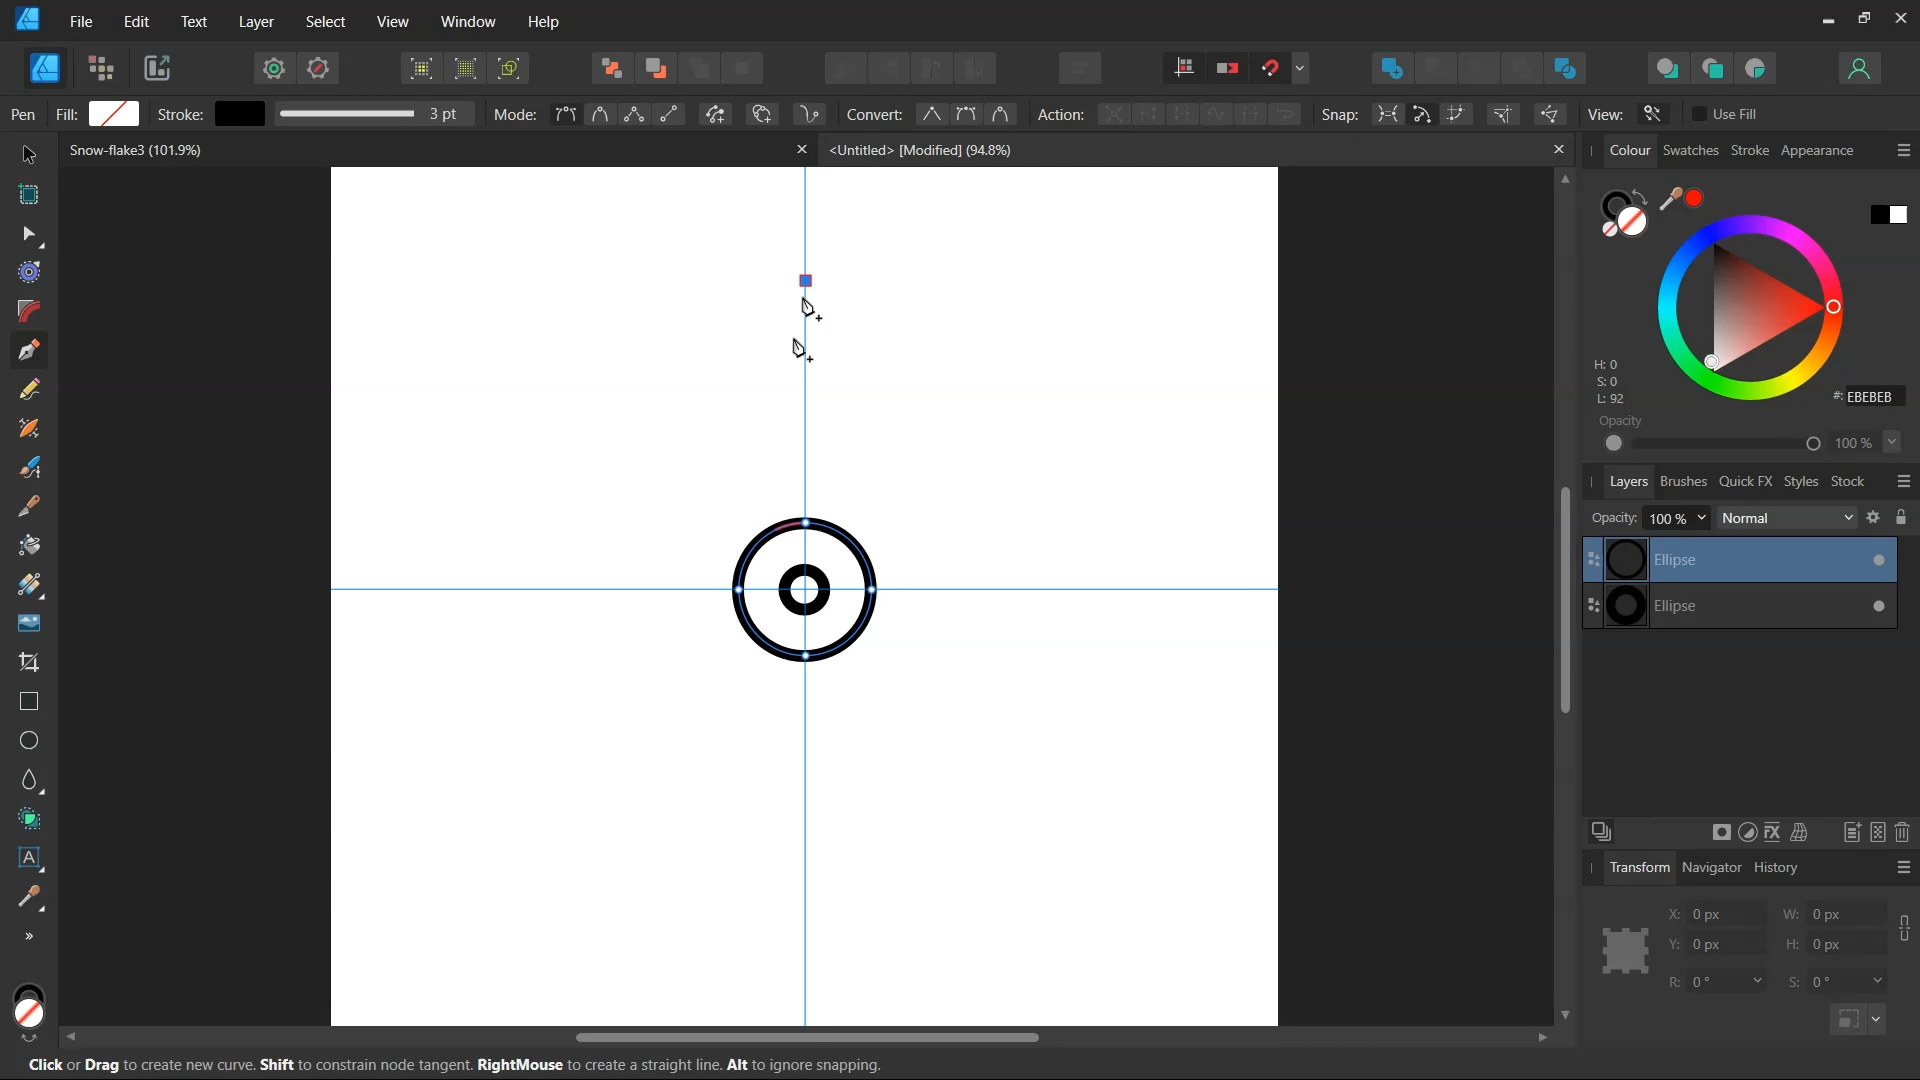 File Edit Text Layer Select View Window Help
Pen Fill: Stroke: 3 pt Mode: Convert: Action: Snap: View: Use Fill
Snow-flake3 (101.9%)
<Untitled> [Modified] (94.8%)
Colour Swatches Stroke Appearance
H: 0
S: 0
L: 92
#: EBEBEB
Opacity
100 %
Layers Brushes Quick FX Styles Stock
Opacity: 100 % Normal
Ellipse
Ellipse
Transform Navigator History
X: 0 px W: 0 px
Y: 0 px H: 0 px
R: 0 ° S: 0 °
Click or Drag to create new curve. Shift to constrain node tangent. RightMouse to create a straight line. Alt to ignore snapping.